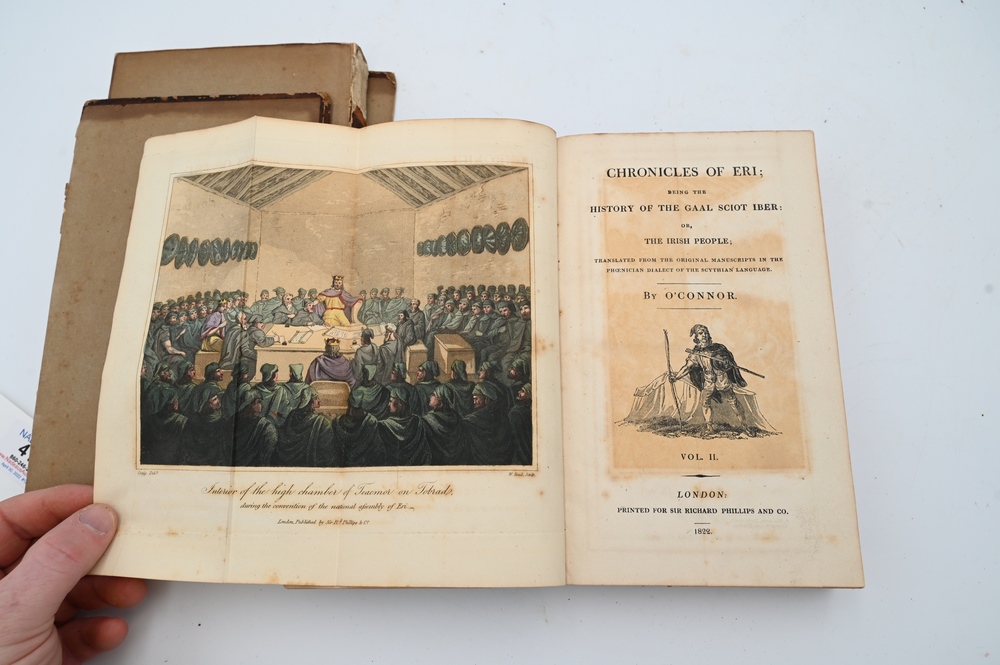 Interior of the high chamber of Teacmor on Tobrad,
during the convention of the national assembly of Eri
London, Published by Sir Rd. Phillips & Co.
CHRONICLES OF ERI;
BEING THE
HISTORY OF THE GAAL SCIOT IBER:
OR,
THE IRISH PEOPLE;
TRANSLATED FROM THE ORIGINAL MANUSCRIPTS IN THE
PHŒNICIAN DIALECT OF THE SCYTHIAN LANGUAGE.
By O'CONNOR.
VOL. II.
LONDON:
PRINTED FOR SIR RICHARD PHILLIPS AND CO.
1822.